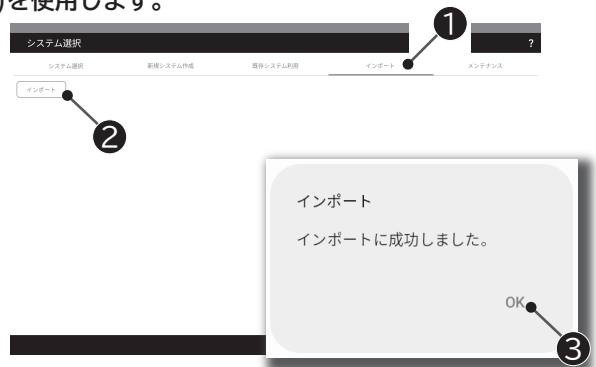 を使用します。
❶
システム選択 ?
システム選択 新規システム作成 既存システム利用 インポート メンテナンス
インポート
❷
インポート
インポートに成功しました。
OK
❸